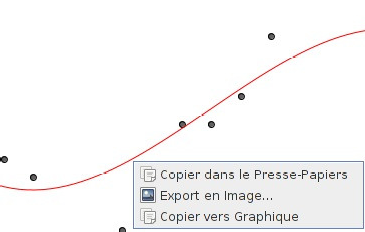 Copier dans le Presse-Papiers
Export en Image...
Copier vers Graphique